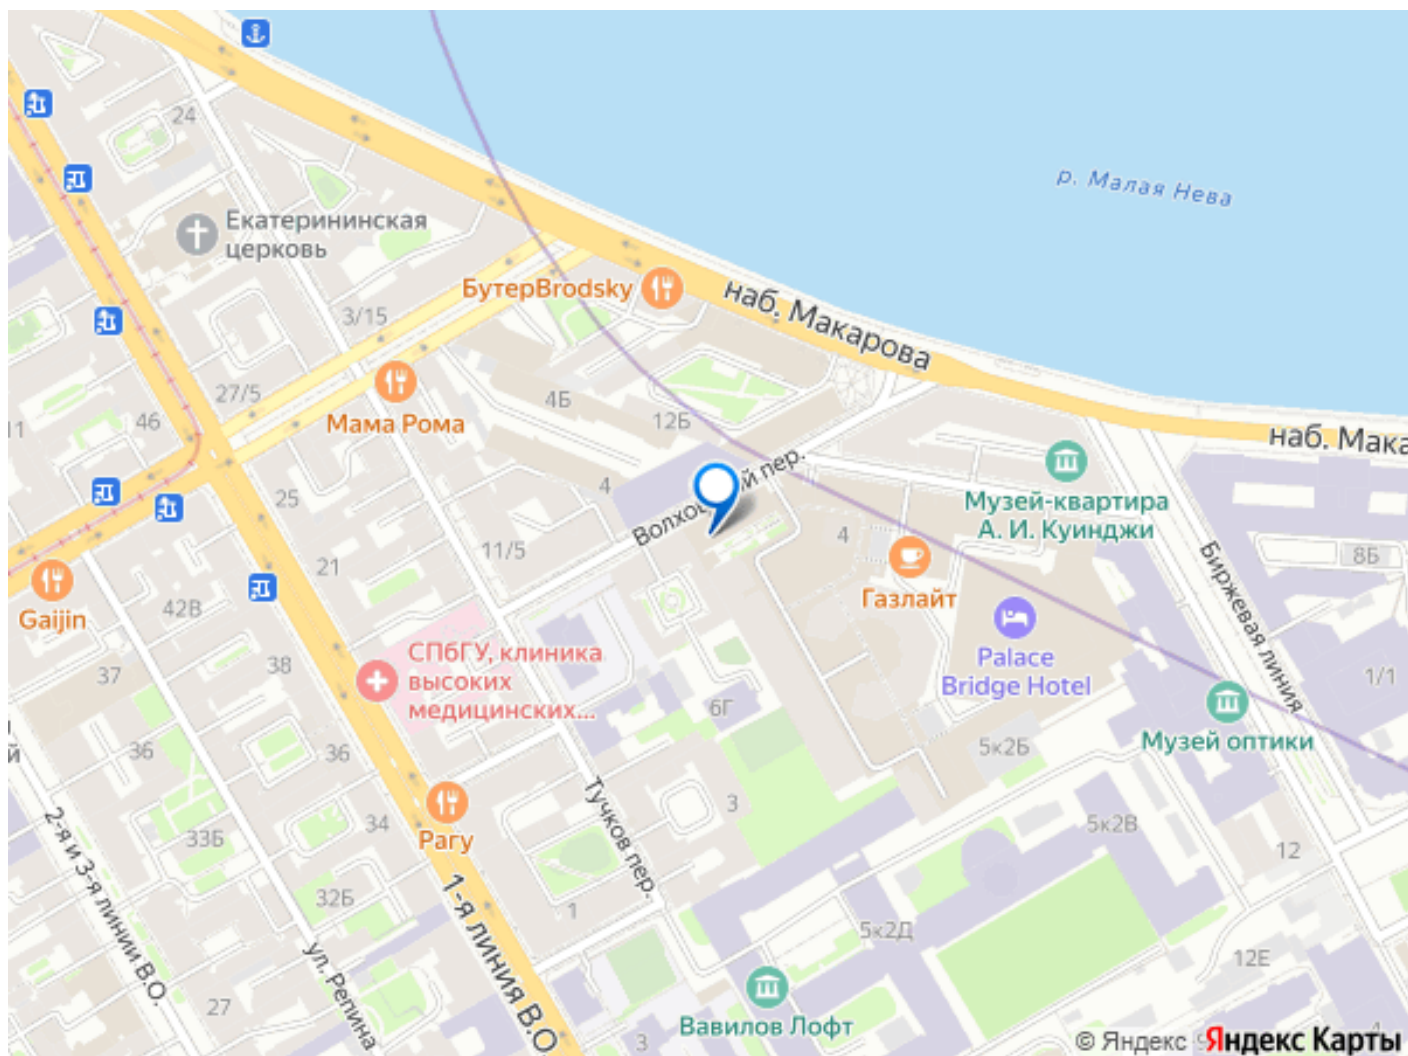 24
р. Малая Нева
Екатерининская
церковь
БутерBrodsky
наб. Макарова
3/15
27/5
Мама Рома
4Б
12Б
46
11
наб. Мака
Музей-квартира
А. И. Куинджи
25
4
4
11/5
21
8Б
Газлайт
Биржевая линия
Gaijin
42В
38
37
СПбГУ, клиника
высоких
медицинских...
Palace
Bridge Hotel
1/1
6Г
Музей оптики
5к2Б
й
36
36
Тучков пер.
3
5к2В
34
Рагу
33Б
12
2-я и 3-я линии В.О.
32Б
1-я линия В.О
1
5к2Д
ул. Репина
12Е
27
Вавилов Лофт
3
© Яндекс
Яндекс Карты